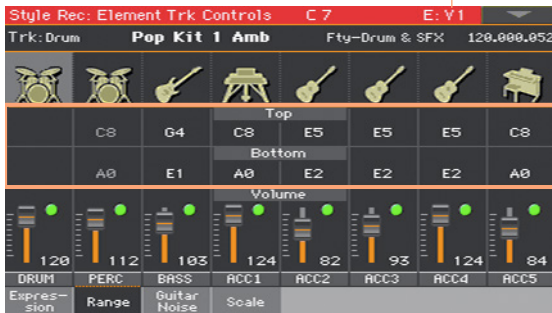 Style Rec: Element Trk Controls C 7 E: V1
Trk:Drum Pop Kit 1 Amb Fty-Drum & SFX 120.000.052
Top
C8 G4 C8 E5 E5 E5 C8
Bottom
A0 E1 A0 E2 E2 E2 A0
Volume
120 112 103 124 82 93 124 84
DRUM PERC BASS ACC1 ACC2 ACC3 ACC4 ACC5
Expres-
sion Range Guitar
Noise Scale